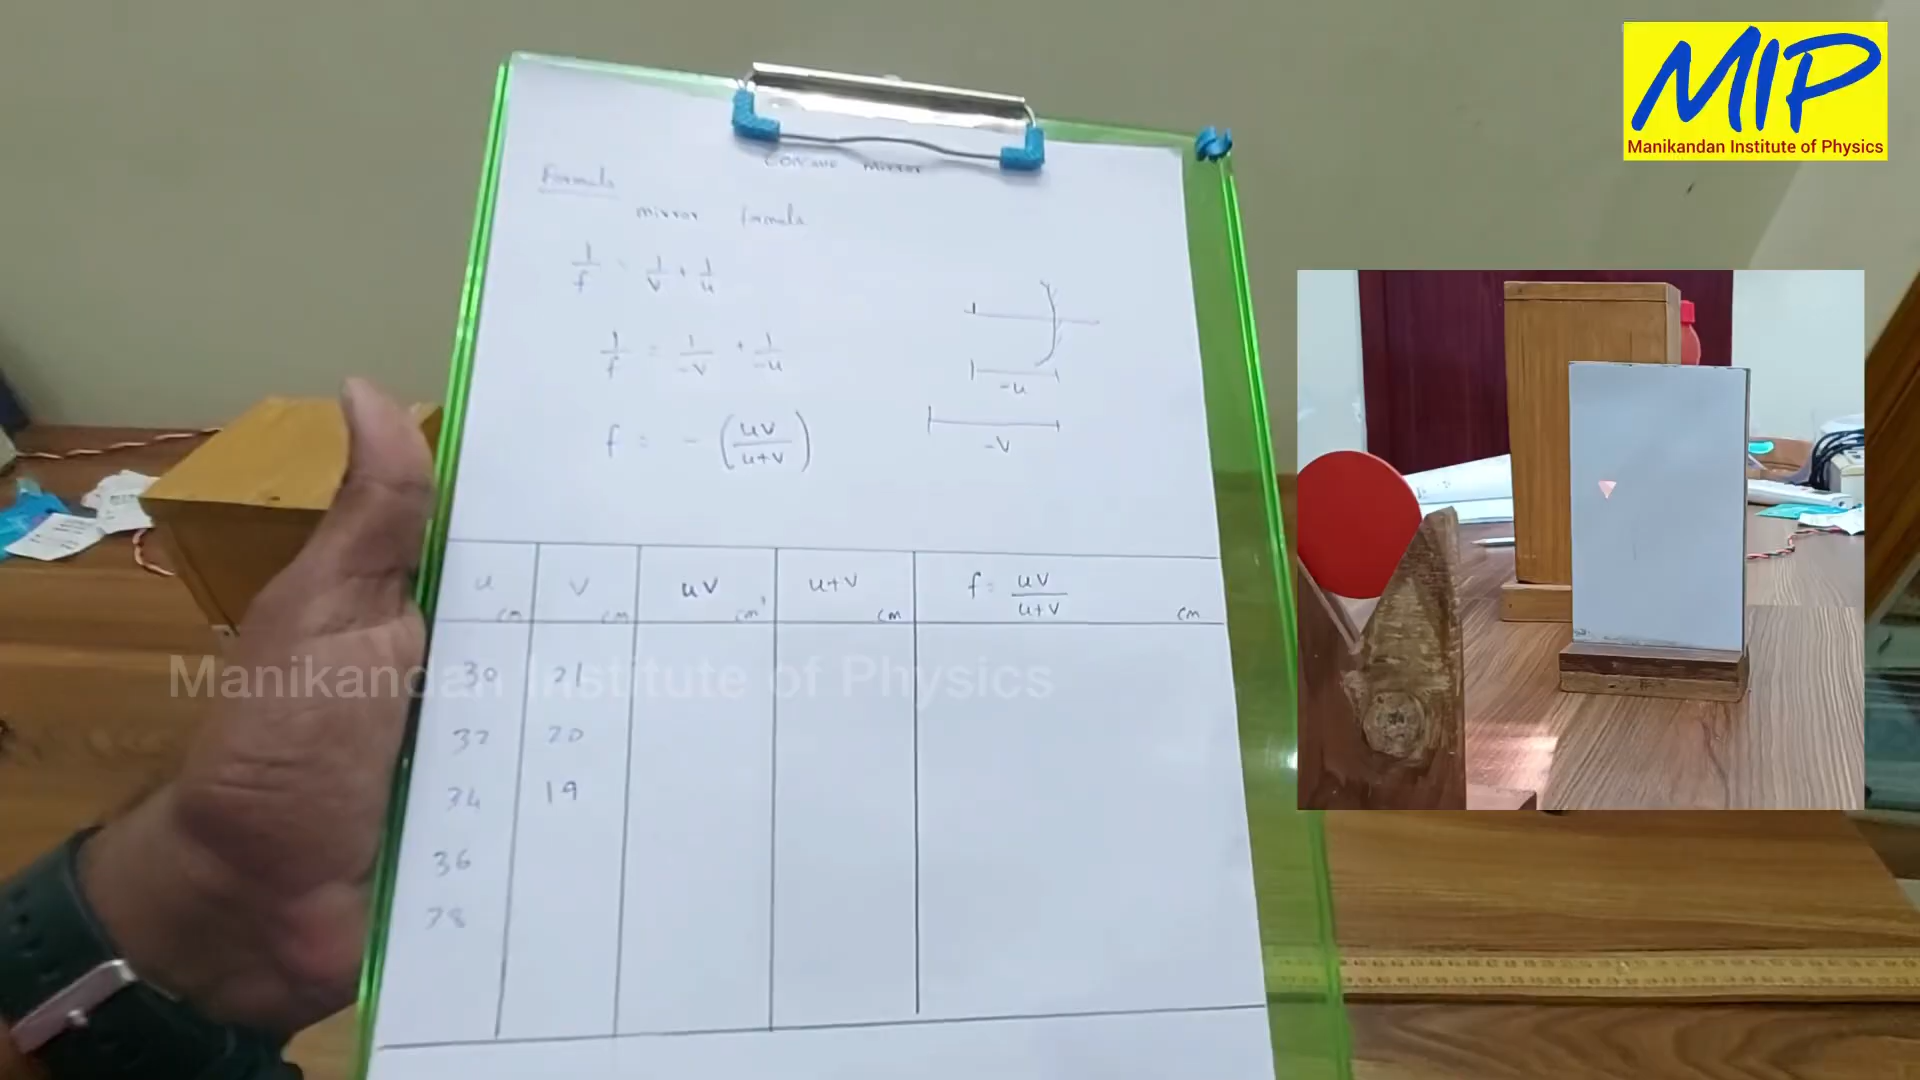 MIP
Manikandan Institute of Physics
Concave mirror
Formula
mirror formula
1/f = 1/v + 1/u
1/f = 1/-v + 1/-u
f = - (uv/u+v)
-u
-v
u cm v cm uv cm² u+v cm f = uv/u+v cm
30 21
32 20
34 19
36
38
Manikandan Institute of Physics